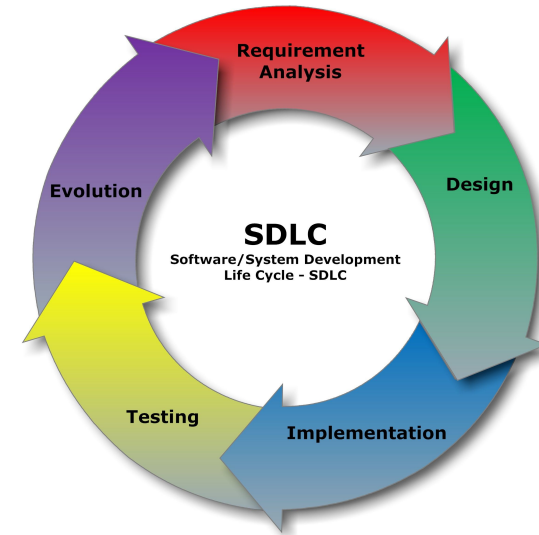 Requirement
Analysis
Design
Evolution
SDLC
Software/System Development
Life Cycle - SDLC
Testing
Implementation